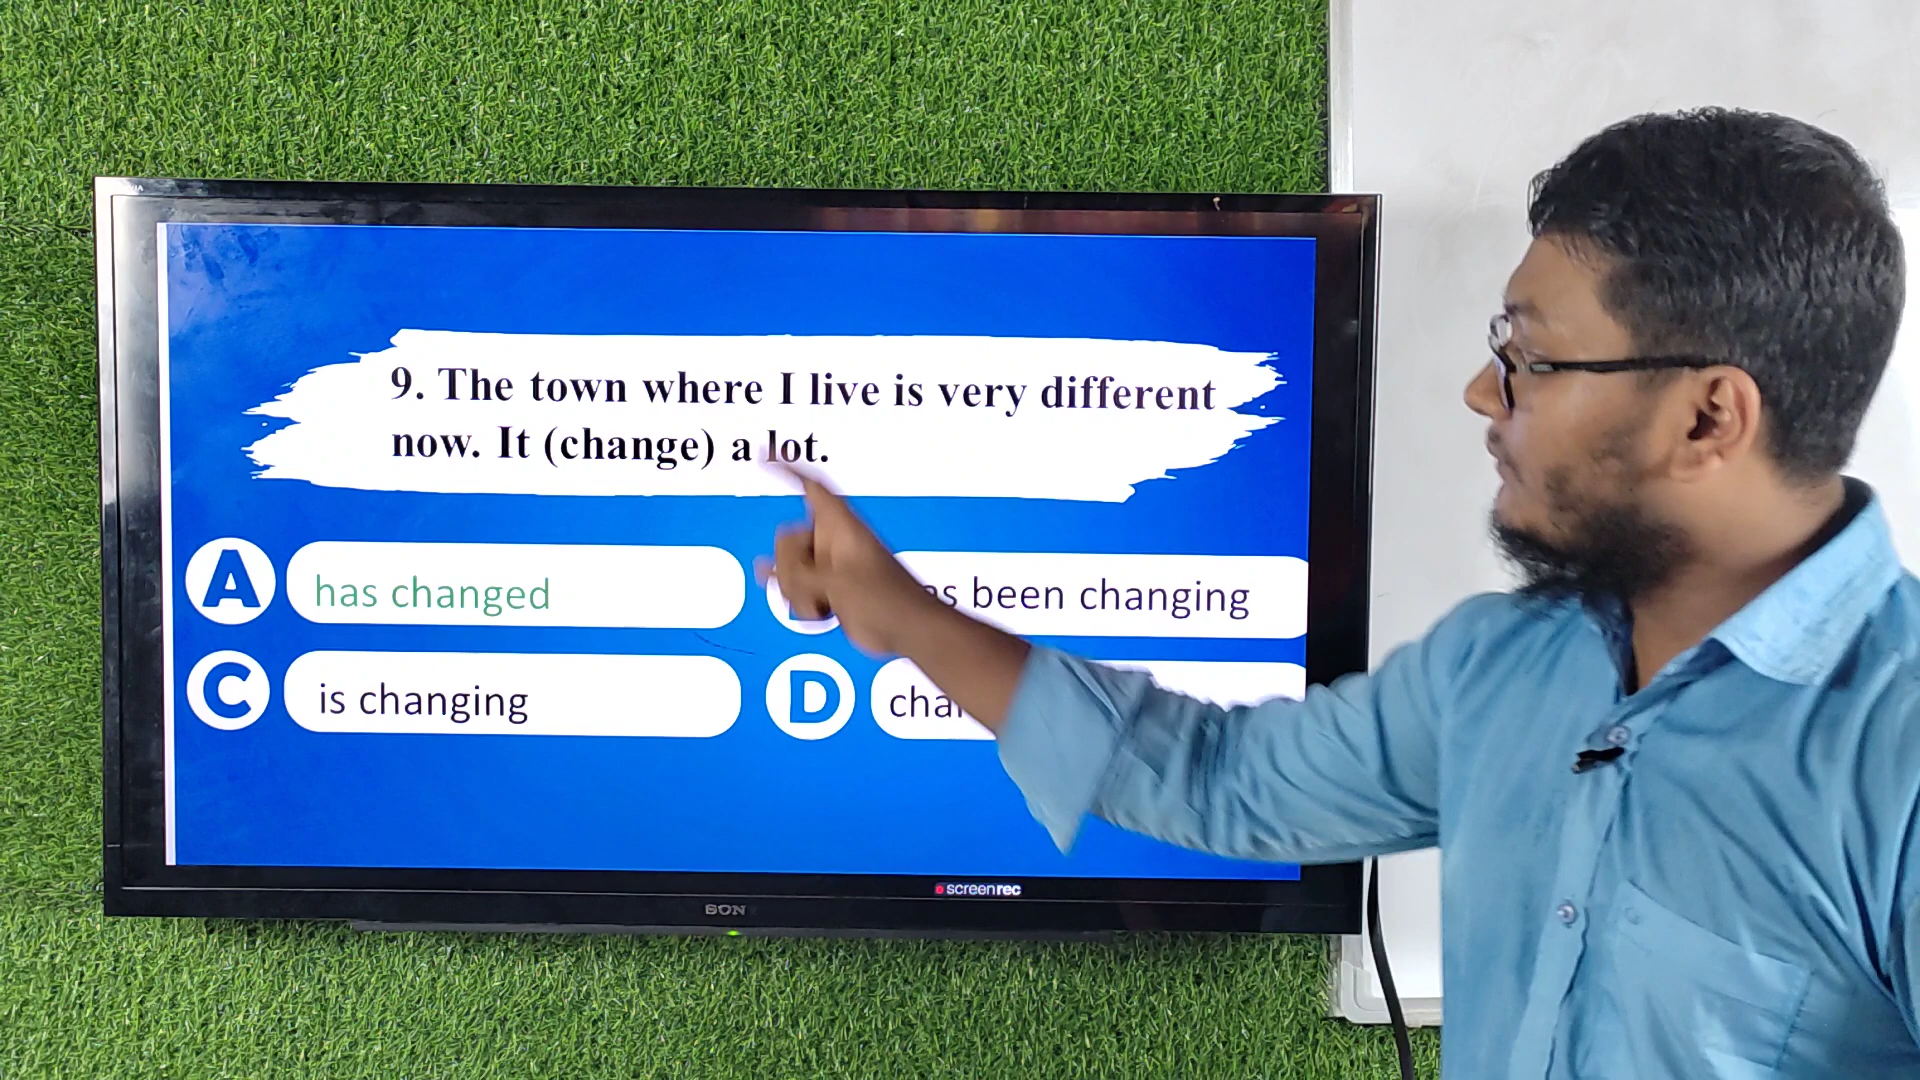 9. The town where I live is very different
now. It (change) a lot.
A has changed
been changing
C is changing
D
screenrec
SON